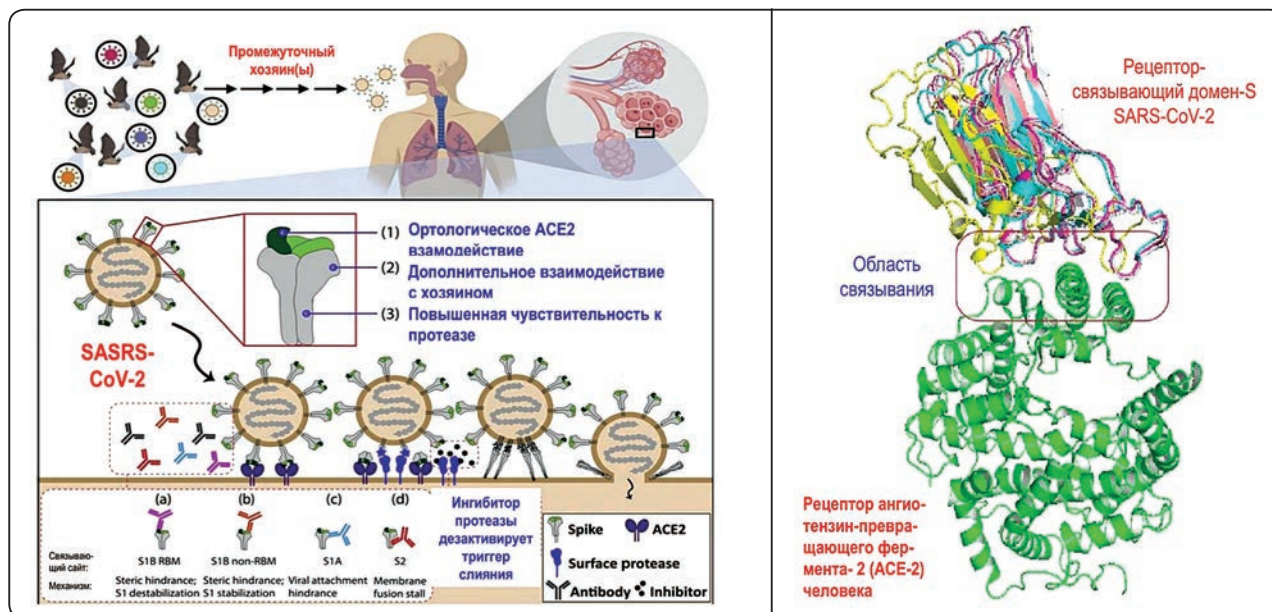 Промежуточный
хозяин(ы)
(1) Ортологическое ACE2
взамодействие
(2) Дополнительное взаимодействие
с хозяином
(3) Повышенная чувствительность к
протеазе
SASRS-
CoV-2
(a) (b) (c) (d)
Связываю-
щий сайт:
S1B RBM S1B non-RBM S1A S2
Механизм:
Steric hindrance; Steric hindrance; Viral attachment Membrane
S1 destabilization S1 stabilization hindrance fusion stall
Ингибитор
протеазы
дезактивирует
триггер
слияния
Spike ACE2
Surface protease
Antibody Inhibitor
Рецептор-
связывающий домен-S
SARS-CoV-2
Область
связывания
Рецептор ангио-
тензин-превра-
щающего фер-
мента- 2 (ACE-2)
человека